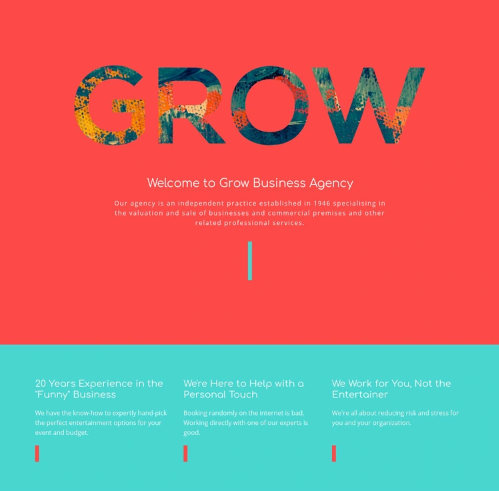 GROW
Welcome to Grow Business Agency
Our agency is an independent practice established in 1946 specialising in
the valuation and sale of businesses and commercial premises and other
related professional services.
20 Years Experience in the
"Funny" Business
We have the know-how to expertly hand-pick
the perfect entertainment options for your
event and budget.
We're Here to Help with a
Personal Touch
Booking randomly on the internet is bad.
Working directly with one of our experts is
good.
We Work for You, Not the
Entertainer
We're all about reducing risk and stress for
you and your organization.